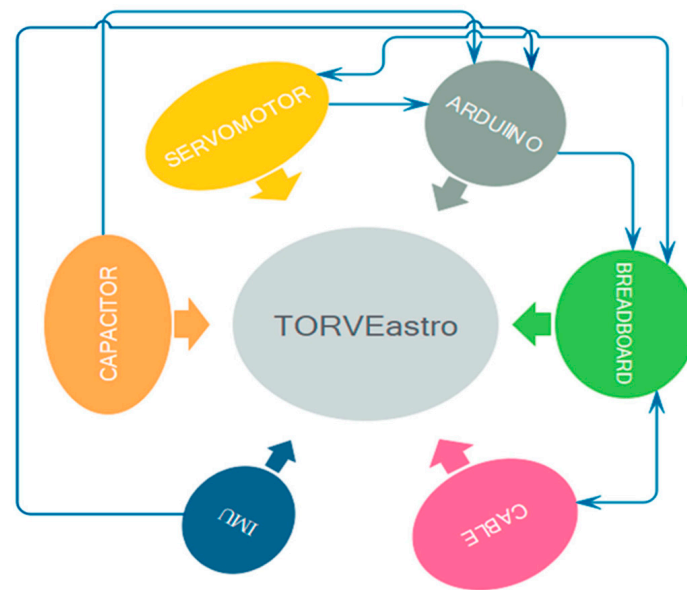 SERVOMOTOR
ARDUIINO
CAPACITOR
TORVEastro
BREADBOARD
IMU
CABLE